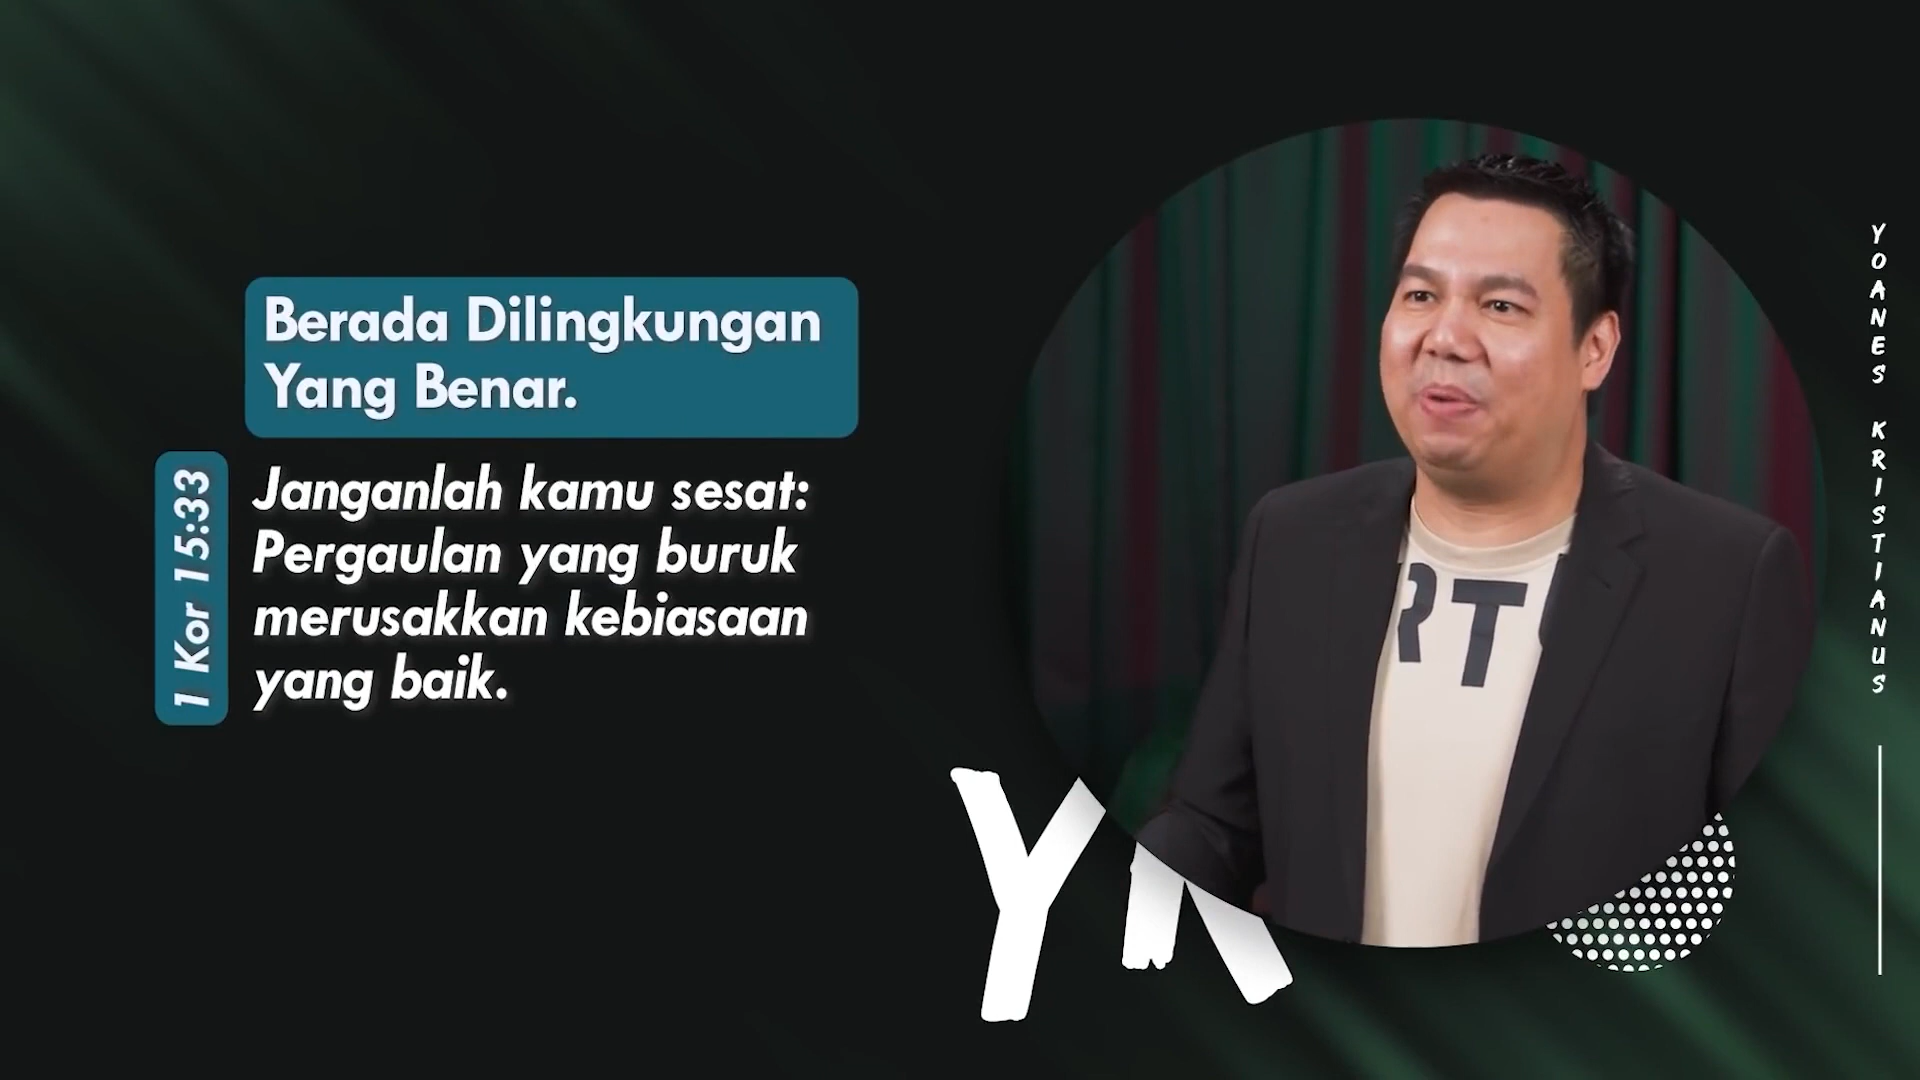 Berada Dilingkungan
Yang Benar.
1 Kor 15:33
Janganlah kamu sesat:
Pergaulan yang buruk
merusakkan kebiasaan
yang baik.
YK
RT
YOANES KRISTIANUS